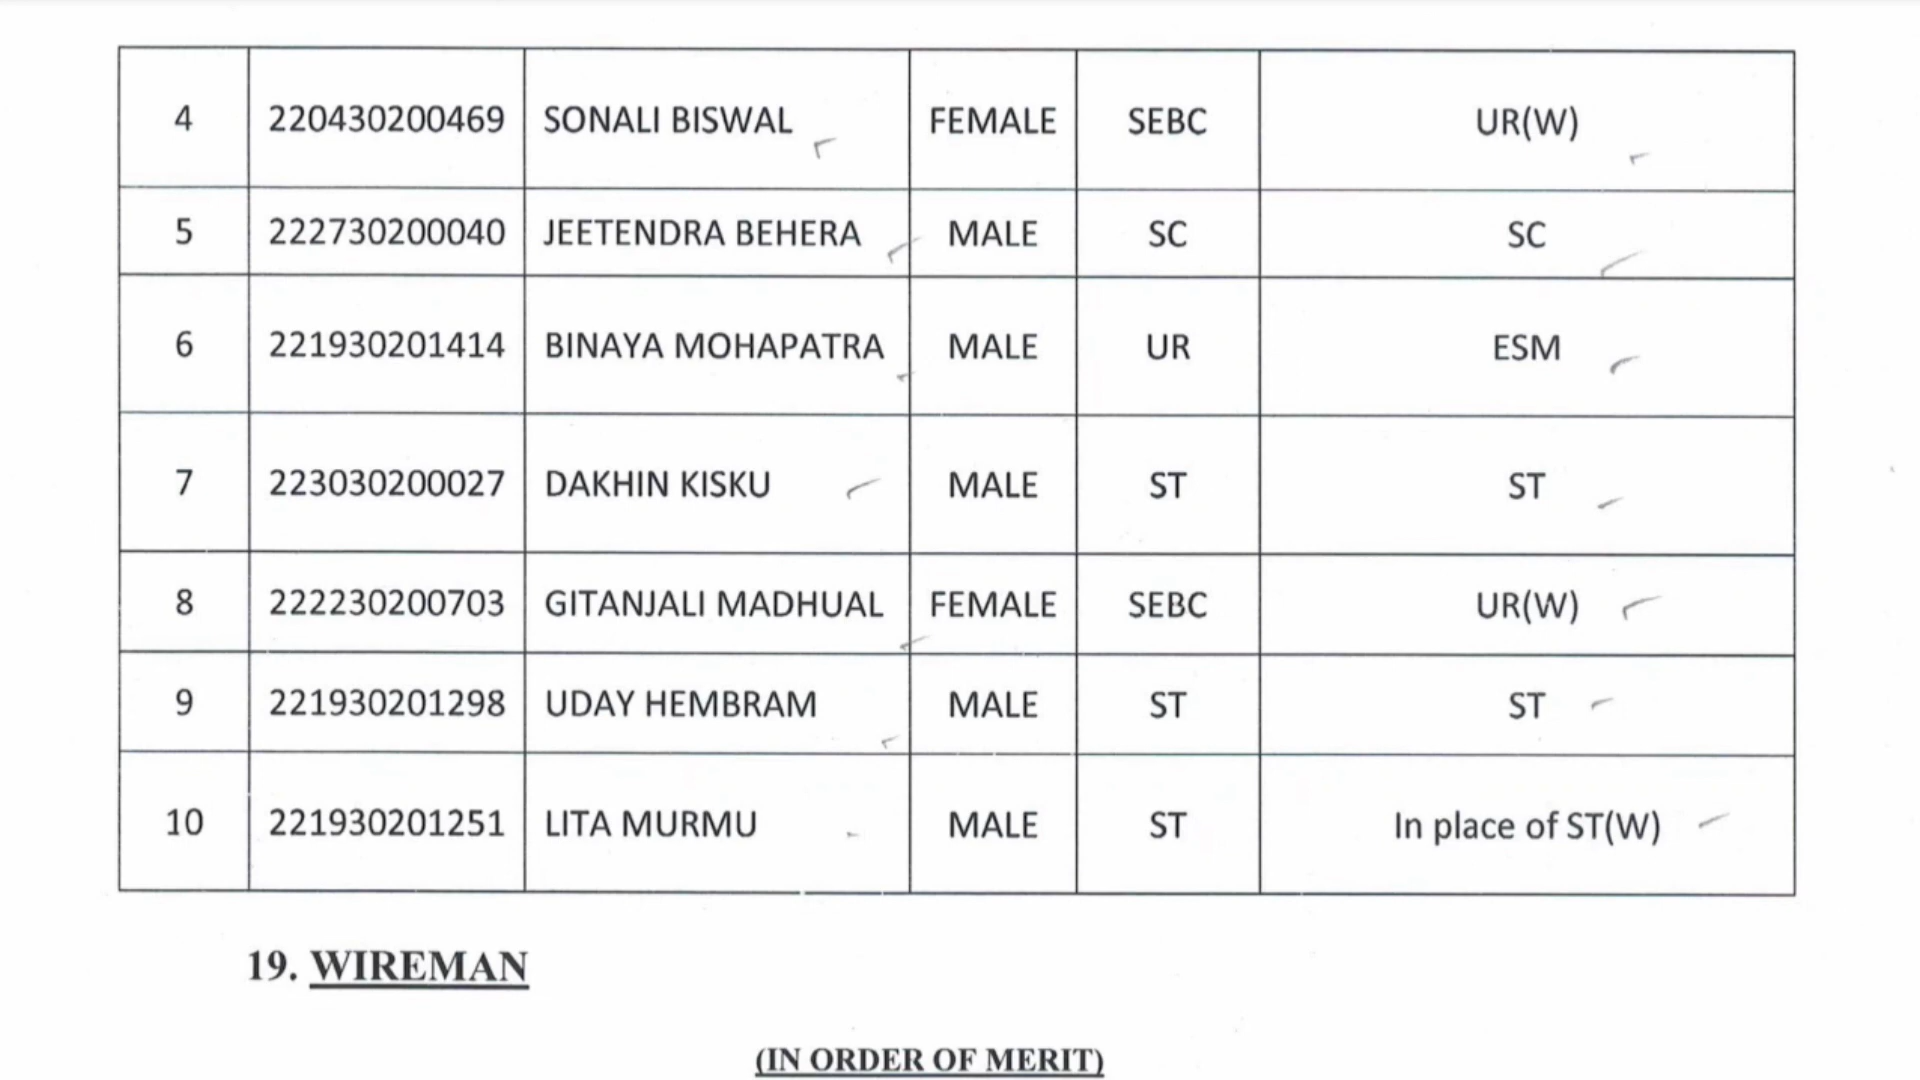 4 220430200469 SONALI BISWAL FEMALE SEBC UR(W)
5 222730200040 JEETENDRA BEHERA MALE SC SC
6 221930201414 BINAYA MOHAPATRA MALE UR ESM
7 223030200027 DAKHIN KISKU MALE ST ST
8 222230200703 GITANJALI MADHUAL FEMALE SEBC UR(W)
9 221930201298 UDAY HEMBRAM MALE ST ST
10 221930201251 LITA MURMU MALE ST In place of ST(W)
19. WIREMAN
(IN ORDER OF MERIT)